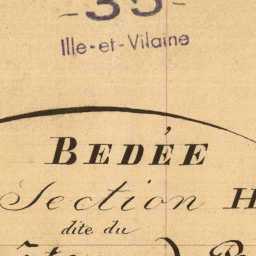 -35-
Ille-et-Vilaine
BEDÉE
Section H
dite du